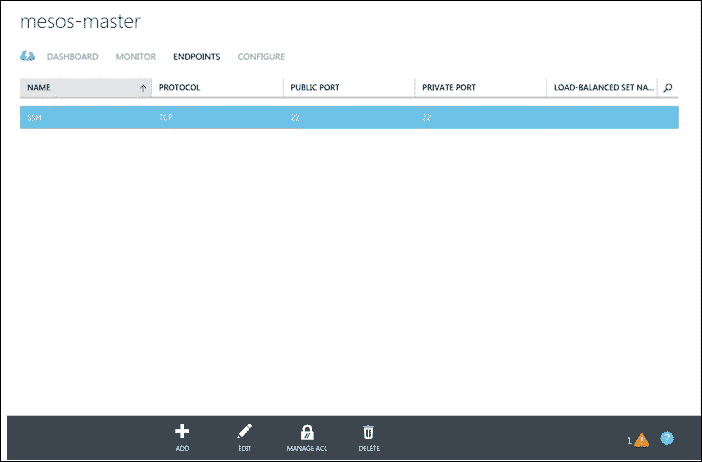 mesos-master
DASHBOARD MONITOR ENDPOINTS CONFIGURE
NAME PROTOCOL PUBLIC PORT PRIVATE PORT LOAD-BALANCED SET NA...
SSH TCP 22 22
ADD EDIT MANAGE ACL DELETE 1 ?